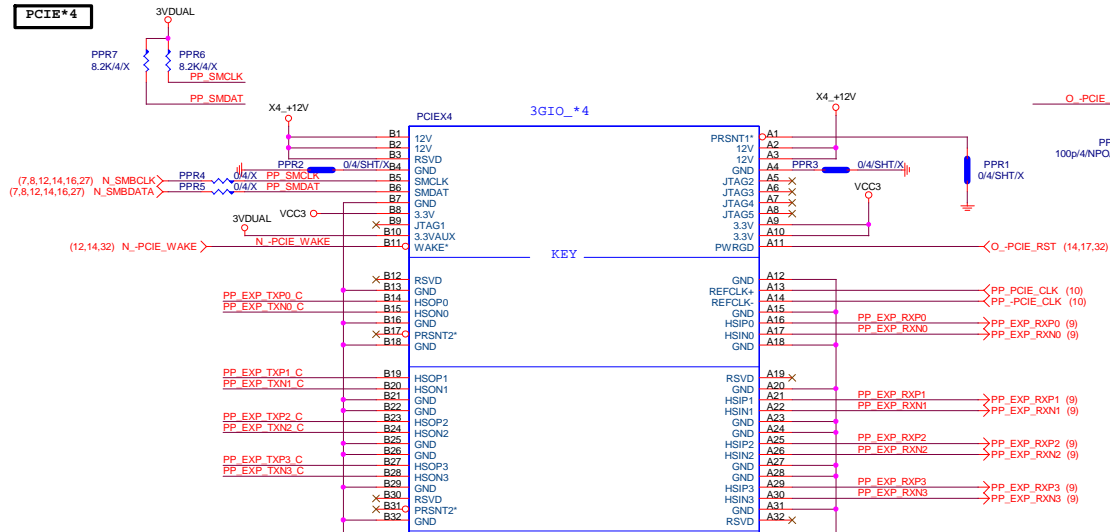 PCIE*4
3VDUAL
PPR7
8.2K/4/X
PPR6
8.2K/4/X
PP_SMCLK
PP_SMDAT
X4_+12V
3GIO_*4
X4_+12V
O_-PCIE_
PCIEX4
B1 12V
B2 12V
B3 RSVD
B4 GND
B5 SMCLK
B6 SMDAT
B7 GND
B8 3.3V
B9 JTAG1
B10 3.3VAUX
B11 WAKE*
PPR2 0/4/SHT/X
(7,8,12,14,16,27) N_SMBCLK PPR4 0/4/X PP_SMCLK
(7,8,12,14,16,27) N_SMBDATA PPR5 0/4/X PP_SMDAT
VCC3
3VDUAL
(12,14,32) N_-PCIE_WAKE N_-PCIE_WAKE
PRSNT1* A1
12V A2
12V A3
GND A4
JTAG2 A5
JTAG3 A6
JTAG4 A7
JTAG5 A8
3.3V A9
3.3V A10
PWRGD A11
PPR3 0/4/SHT/X
VCC3
PPR1
0/4/SHT/X
PP
100p/4/NPO/
O_-PCIE_RST (14,17,32)
KEY
B12 RSVD
B13 GND
PP_EXP_TXP0_C B14 HSOP0
PP_EXP_TXN0_C B15 HSON0
B16 GND
B17 PRSNT2*
B18 GND
GND A12
REFCLK+ A13 PP_PCIE_CLK (10)
REFCLK- A14 PP_-PCIE_CLK (10)
GND A15
HSIP0 A16 PP_EXP_RXP0 PP_EXP_RXP0 (9)
HSIN0 A17 PP_EXP_RXN0 PP_EXP_RXN0 (9)
GND A18
PP_EXP_TXP1_C B19 HSOP1
PP_EXP_TXN1_C B20 HSON1
B21 GND
B22 GND
PP_EXP_TXP2_C B23 HSOP2
PP_EXP_TXN2_C B24 HSON2
B25 GND
B26 GND
PP_EXP_TXP3_C B27 HSOP3
PP_EXP_TXN3_C B28 HSON3
B29 GND
B30 RSVD
B31 PRSNT2*
B32 GND
RSVD A19
GND A20
HSIP1 A21 PP_EXP_RXP1 PP_EXP_RXP1 (9)
HSIN1 A22 PP_EXP_RXN1 PP_EXP_RXN1 (9)
GND A23
GND A24
HSIP2 A25 PP_EXP_RXP2 PP_EXP_RXP2 (9)
HSIN2 A26 PP_EXP_RXN2 PP_EXP_RXN2 (9)
GND A27
GND A28
HSIP3 A29 PP_EXP_RXP3 PP_EXP_RXP3 (9)
HSIN3 A30 PP_EXP_RXN3 PP_EXP_RXN3 (9)
GND A31
RSVD A32